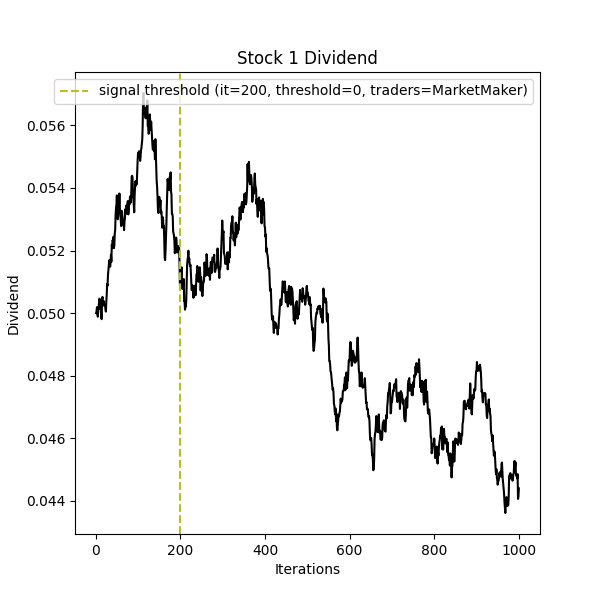 Stock 1 Dividend
signal threshold (it=200, threshold=0, traders=MarketMaker)
0.056
0.054
0.052
0.050
0.048
0.046
0.044
Dividend
0 200 400 600 800 1000
Iterations